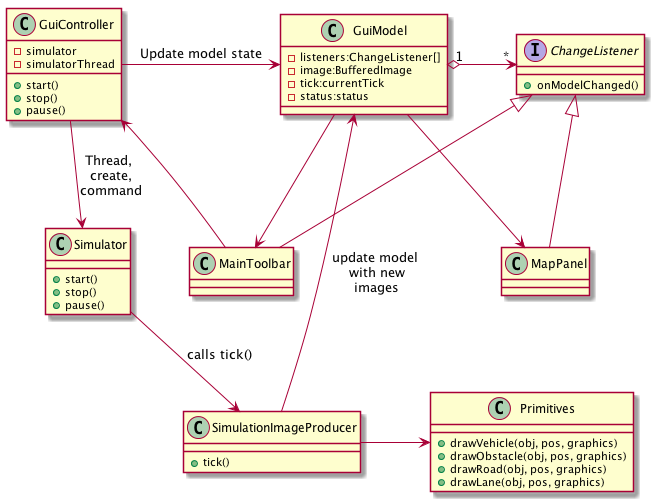 C GuiController
simulator
simulatorThread
start()
stop()
pause()
Update model state
C GuiModel
listeners:ChangeListener[]
image:BufferedImage
tick:currentTick
status:status
1
*
I ChangeListener
onModelChanged()
Thread,
create,
command
C Simulator
start()
stop()
pause()
C MainToolbar
update model
with new
images
C MapPanel
calls tick()
C SimulationImageProducer
tick()
C Primitives
drawVehicle(obj, pos, graphics)
drawObstacle(obj, pos, graphics)
drawRoad(obj, pos, graphics)
drawLane(obj, pos, graphics)